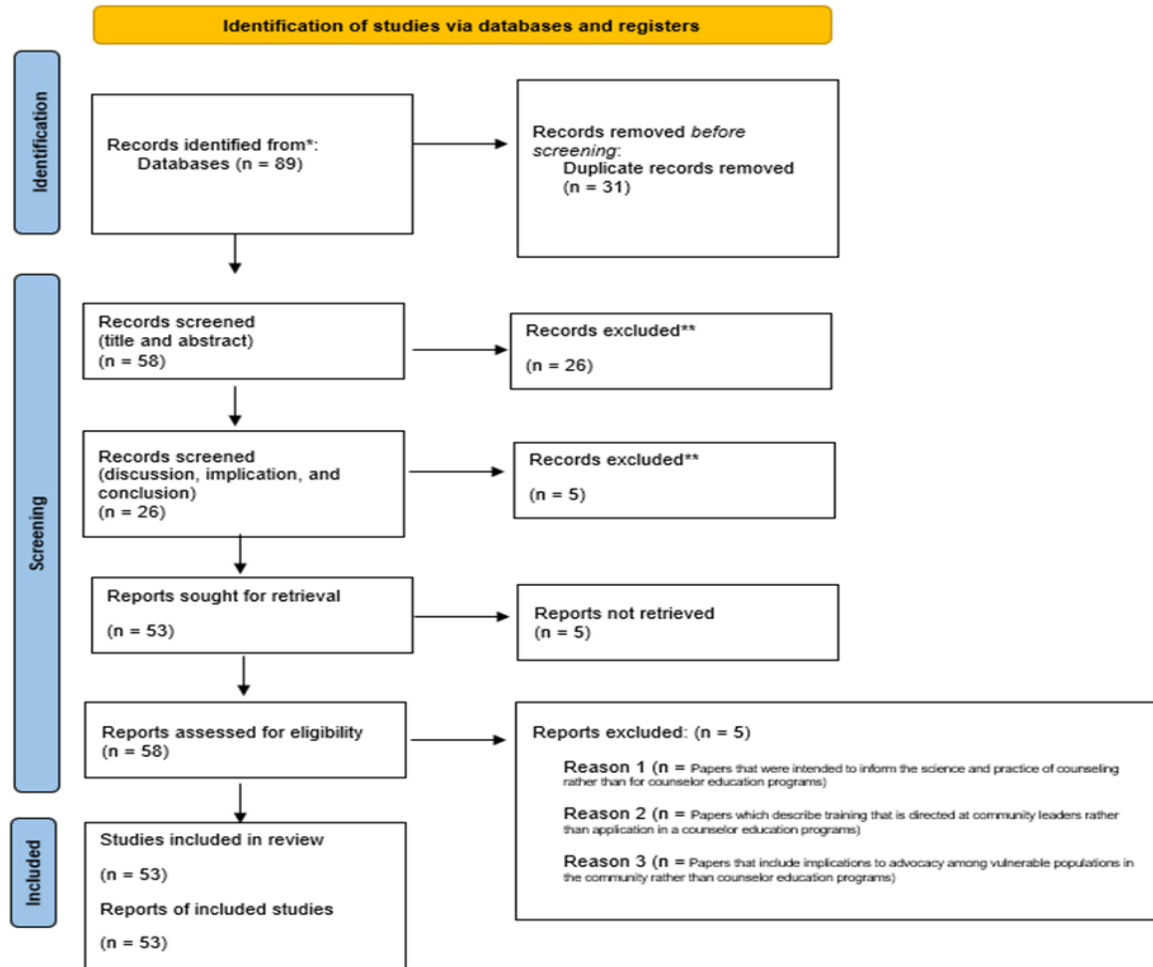 Identification of studies via databases and registers
Identification
Records identified from*:
Databases (n = 89)
Records removed before
screening:
Duplicate records removed
(n = 31)
Screening
Records screened
(title and abstract)
(n = 58)
Records excluded**
(n = 26)
Records screened
(discussion, implication, and
conclusion)
(n = 26)
Records excluded**
(n = 5)
Reports sought for retrieval
(n = 53)
Reports not retrieved
(n = 5)
Reports assessed for eligibility
(n = 58)
Reports excluded: (n = 5)
Reason 1 (n = Papers that were intended to inform the science and practice of counseling
rather than for counselor education programs)
Reason 2 (n = Papers which describe training that is directed at community leaders rather
than application in a counselor education programs)
Reason 3 (n = Papers that include implications to advocacy among vulnerable populations in
the community rather than counselor education programs)
Included
Studies included in review
(n = 53)
Reports of included studies
(n = 53)